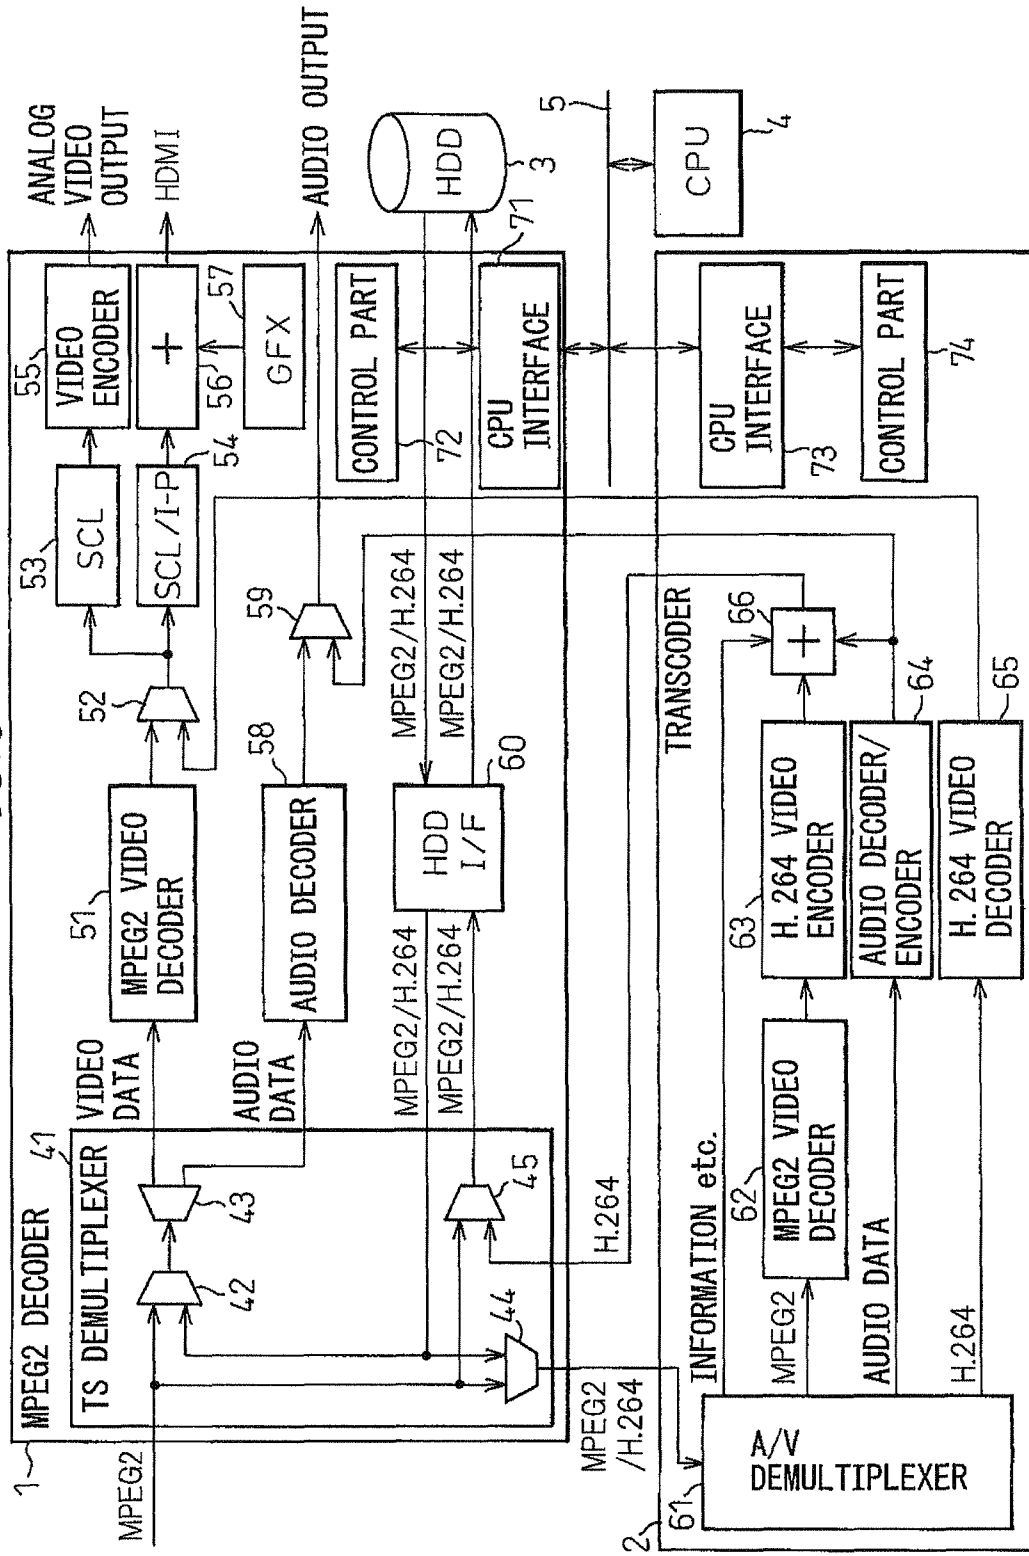 1
MPEG2 DECODER
MPEG2
41
TS DEMULTIPLEXER
42
43
44
45
VIDEO
DATA
AUDIO
DATA
51
MPEG2 VIDEO
DECODER
52
53
SCL
SCL/I-P
54
55
VIDEO
ENCODER
+
56
57
GFX
ANALOG
VIDEO
OUTPUT
HDMI
58
AUDIO DECODER
59
AUDIO OUTPUT
MPEG2/H.264
MPEG2/H.264
HDD
I/F
60
MPEG2/H.264
MPEG2/H.264
HDD
3
CONTROL PART
72
CPU
INTERFACE
71
5
CPU
4
H.264
MPEG2
/H.264
2
TRANSCODER
61
A/V
DEMULTIPLEXER
INFORMATION etc.
MPEG2
AUDIO DATA
H.264
62
MPEG2 VIDEO
DECODER
63
H.264 VIDEO
ENCODER
AUDIO DECODER/
ENCODER
64
H.264 VIDEO
DECODER
65
+
66
CPU
INTERFACE
73
CONTROL PART
74